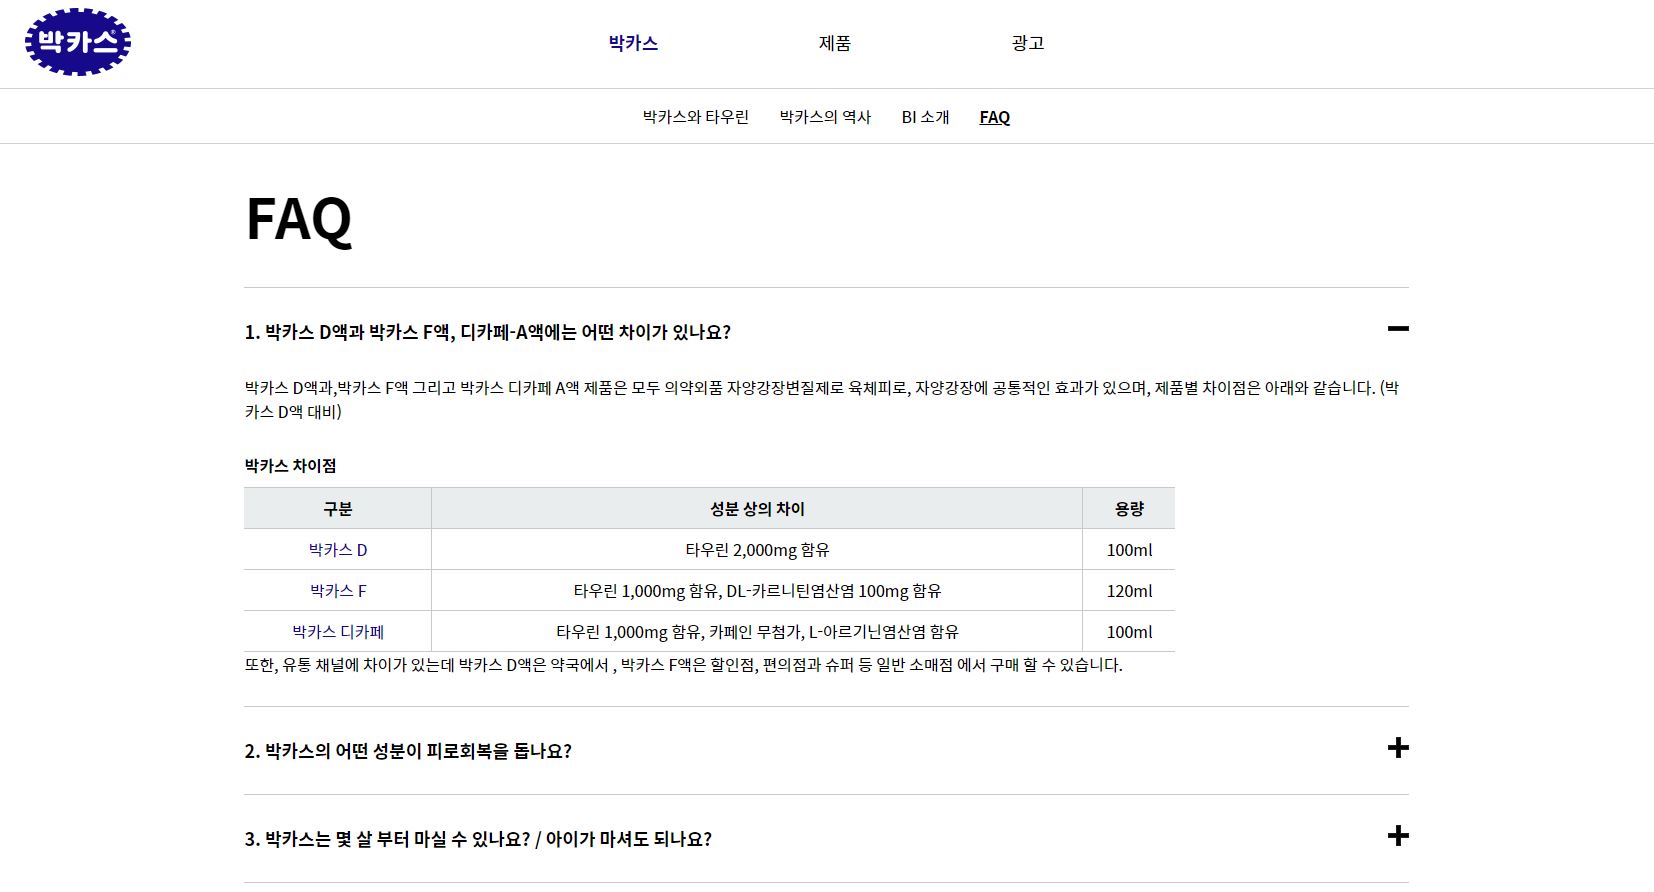 박카스®
박카스
제품
광고
박카스와 타우린
박카스의 역사
BI 소개
FAQ
FAQ
1. 박카스 D액과 박카스 F액, 디카페-A액에는 어떤 차이가 있나요?
박카스 D액과,박카스 F액 그리고 박카스 디카페 A액 제품은 모두 의약외품 자양강장변질제로 육체피로, 자양강장에 공통적인 효과가 있으며, 제품별 차이점은 아래와 같습니다. (박
카스 D액 대비)
박카스 차이점
구분 성분 상의 차이 용량
박카스 D 타우린 2,000mg 함유 100ml
박카스 F 타우린 1,000mg 함유, DL-카르니틴염산염 100mg 함유 120ml
박카스 디카페 타우린 1,000mg 함유, 카페인 무첨가, L-아르기닌염산염 함유 100ml
또한, 유통 채널에 차이가 있는데 박카스 D액은 약국에서 , 박카스 F액은 할인점, 편의점과 슈퍼 등 일반 소매점 에서 구매 할 수 있습니다.
2. 박카스의 어떤 성분이 피로회복을 돕나요?
3. 박카스는 몇 살 부터 마실 수 있나요? / 아이가 마셔도 되나요?